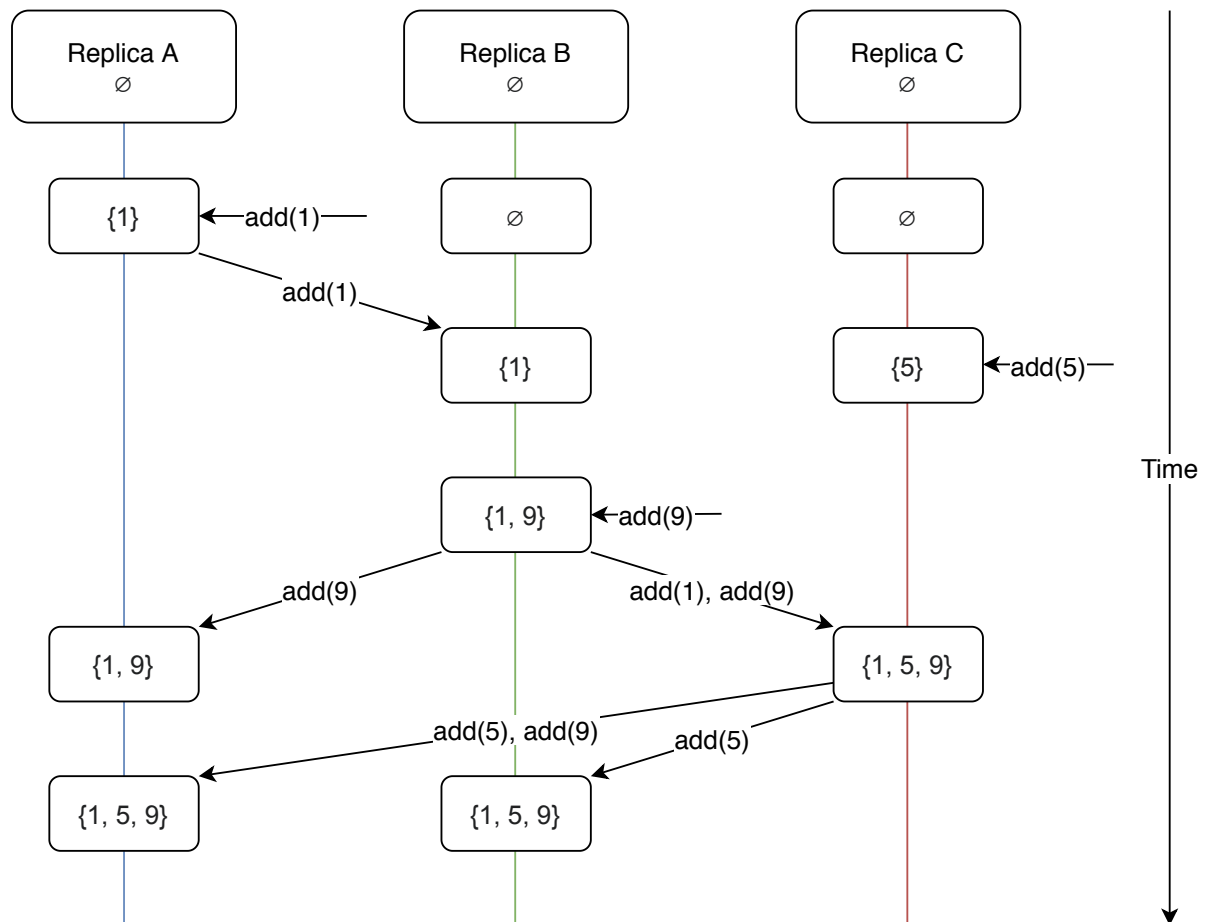 Replica A
∅
Replica B
∅
Replica C
∅
{1}
add(1)
∅
∅
add(1)
{1}
{5}
add(5)
Time
{1, 9}
add(9)
add(9)
add(1), add(9)
{1, 9}
{1, 5, 9}
add(5), add(9)
add(5)
{1, 5, 9}
{1, 5, 9}